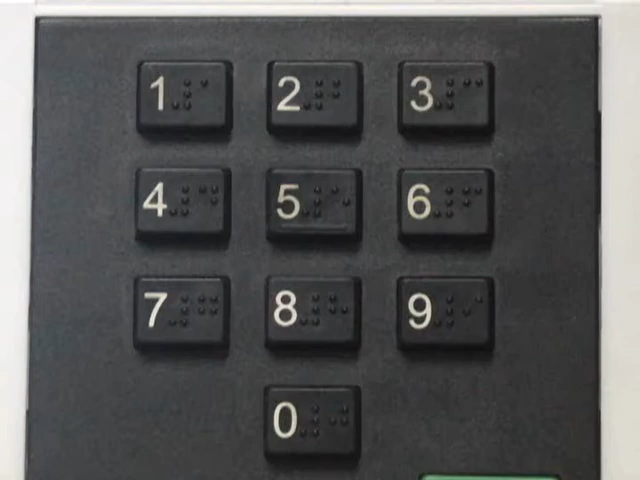 1 ⠼⠁ 2 ⠼⠃ 3 ⠼⠉
4 ⠼⠙ 5 ⠼⠑ 6 ⠼⠋
7 ⠼⠛ 8 ⠼⠓ 9 ⠼⠊
0 ⠼⠚